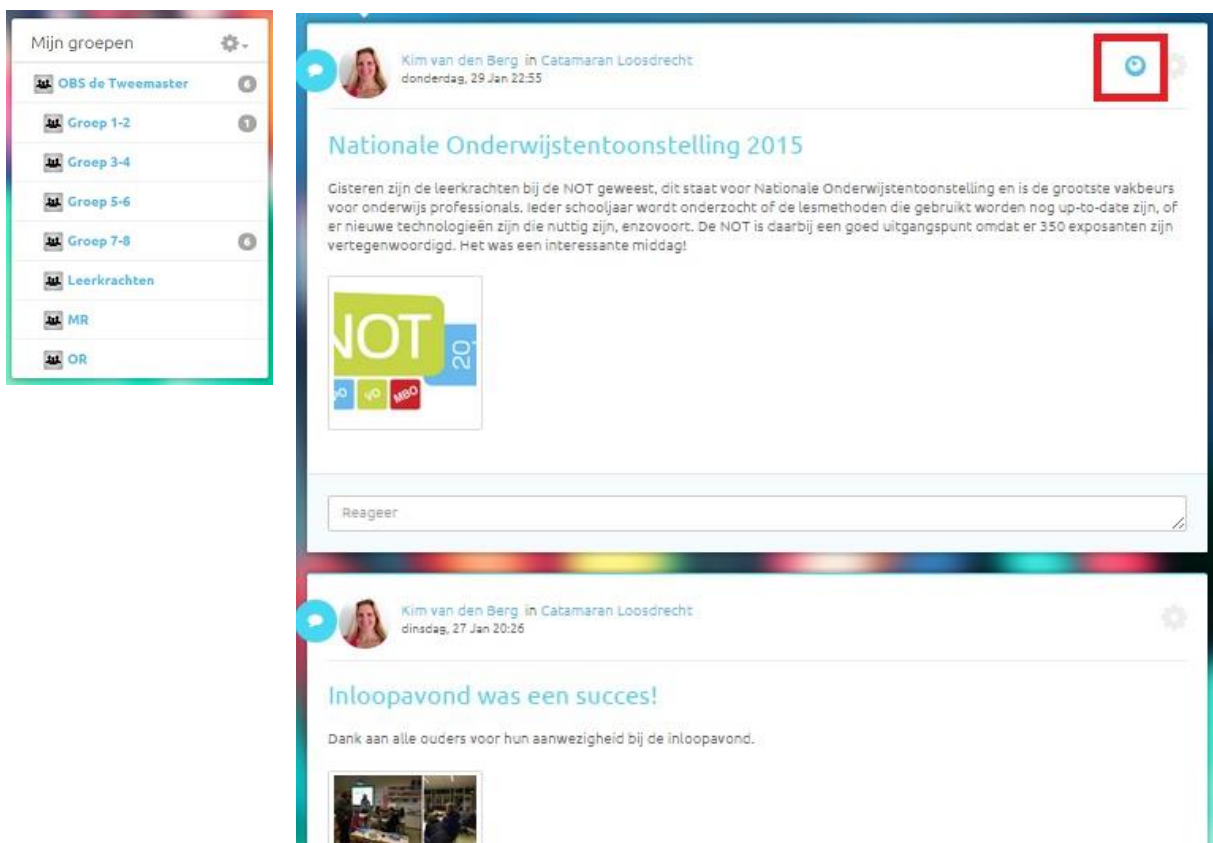 Mijn groepen
OBS de Tweemaster 6
Groep 1-2 1
Groep 3-4
Groep 5-6
Groep 7-8 6
Leerkrachten
MR
OR
Kim van den Berg in Catamaran Loosdrecht
donderdag, 29 Jan 22:55
Nationale Onderwijstentoonstelling 2015
Gisteren zijn de leerkrachten bij de NOT geweest, dit staat voor Nationale Onderwijstentoonstelling en is de grootste vakbeurs
voor onderwijs professionals. Ieder schooljaar wordt onderzocht of de lesmethoden die gebruikt worden nog up-to-date zijn, of
er nieuwe technologieën zijn die nuttig zijn, enzovoort. De NOT is daarbij een goed uitgangspunt omdat er 350 exposanten zijn
vertegenwoordigd. Het was een interessante middag!
NOT
20
VO MBO
Reageer
Kim van den Berg in Catamaran Loosdrecht
dinsdag, 27 Jan 20:26
Inloopavond was een succes!
Dank aan alle ouders voor hun aanwezigheid bij de inloopavond.